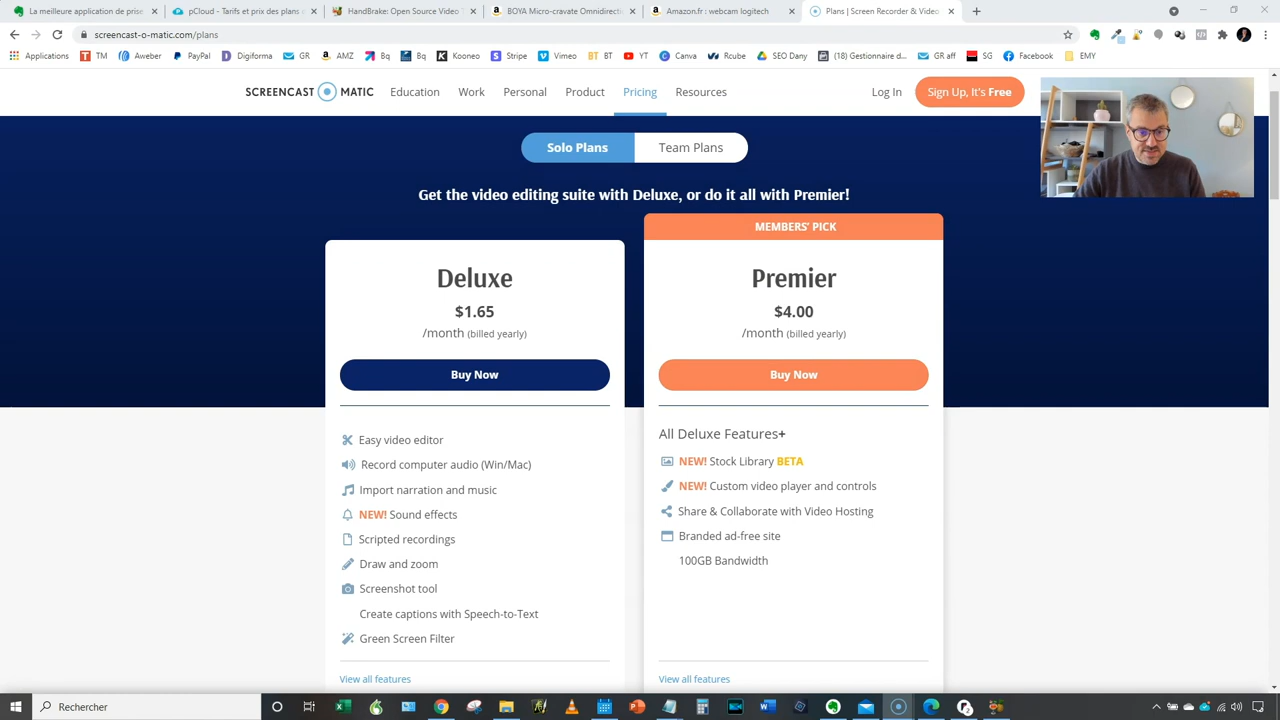 La meilleure application de prise
pCloud - Tarifs et prix des plans
HandBrake: Open Source Video T
BOYA Micro-cravate Omnidirecti
Amazon.fr : webcam logitech
Plans | Screen Recorder & Video
screencast-o-matic.com/plans
Applications
TM
Aweber
PayPal
Digiforma
GR
AMZ
Bq
Bq
Kooneo
Stripe
Vimeo
BT
YT
Canva
Rcube
SEO Dany
(18) Gestionnaire d...
GR aff
SG
Facebook
EMY
SCREENCAST MATIC
Education
Work
Personal
Product
Pricing
Resources
Log In
Sign Up, It's Free
Solo Plans
Team Plans
Get the video editing suite with Deluxe, or do it all with Premier!
MEMBERS' PICK
Deluxe
$1.65
/month (billed yearly)
Buy Now
Easy video editor
Record computer audio (Win/Mac)
Import narration and music
NEW! Sound effects
Scripted recordings
Draw and zoom
Screenshot tool
Create captions with Speech-to-Text
Green Screen Filter
View all features
Premier
$4.00
/month (billed yearly)
Buy Now
All Deluxe Features+
NEW! Stock Library BETA
NEW! Custom video player and controls
Share & Collaborate with Video Hosting
Branded ad-free site
100GB Bandwidth
View all features
Rechercher